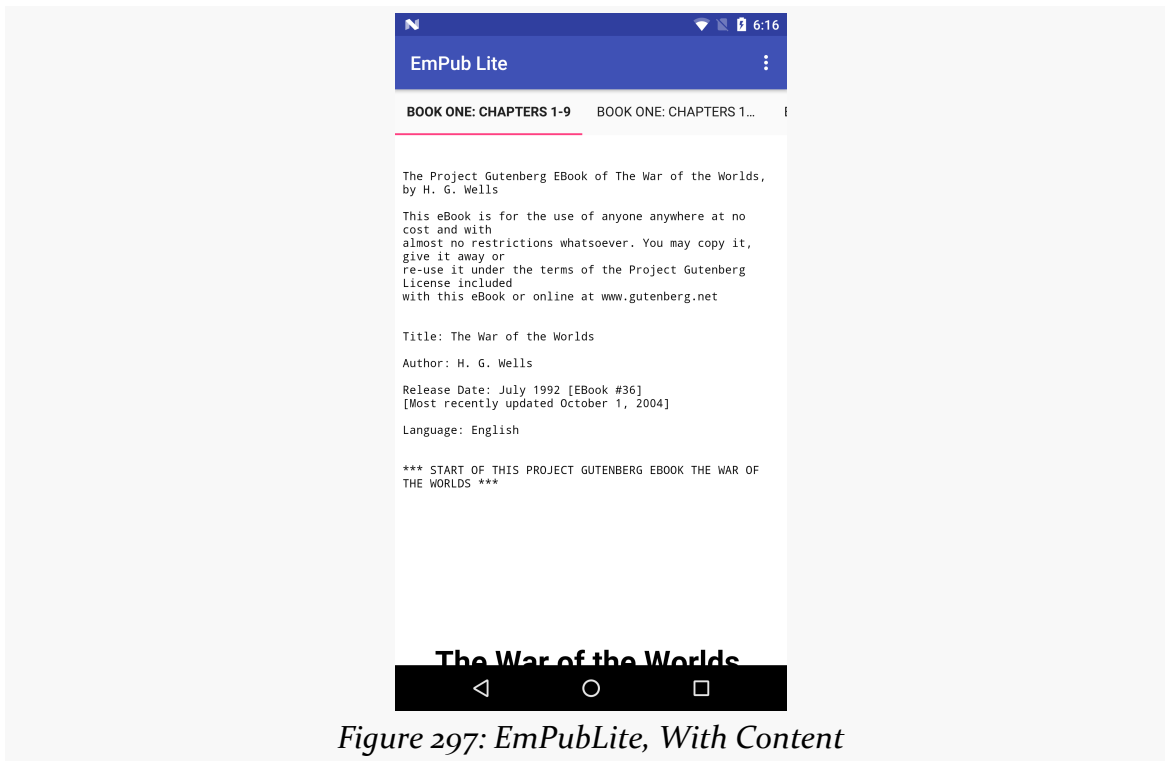 6:16
EmPub Lite
BOOK ONE: CHAPTERS 1-9 BOOK ONE: CHAPTERS 1…
The Project Gutenberg EBook of The War of the Worlds,
by H. G. Wells
This eBook is for the use of anyone anywhere at no
cost and with
almost no restrictions whatsoever. You may copy it,
give it away or
re-use it under the terms of the Project Gutenberg
License included
with this eBook or online at www.gutenberg.net
Title: The War of the Worlds
Author: H. G. Wells
Release Date: July 1992 [EBook #36]
[Most recently updated October 1, 2004]
Language: English
*** START OF THIS PROJECT GUTENBERG EBOOK THE WAR OF
THE WORLDS ***
The War of the Worlds
Figure 297: EmPubLite, With Content